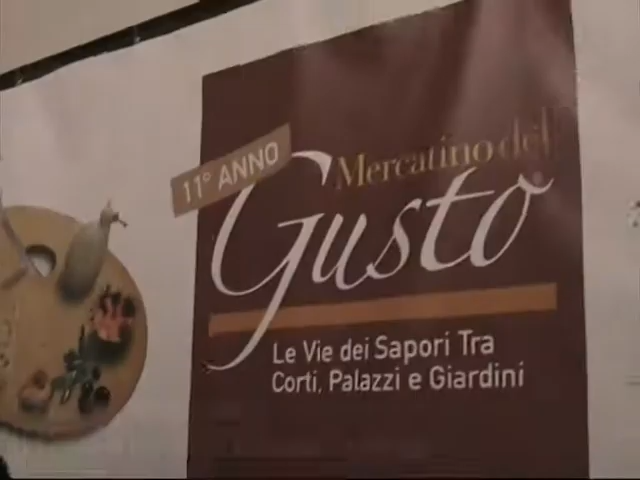 11° ANNO
Mercatino del
Gusto
Le Vie dei Sapori Tra
Corti, Palazzi e Giardini